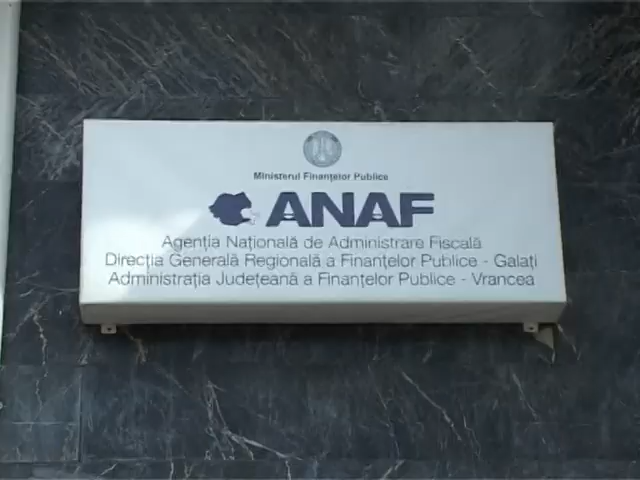 Ministerul Finanțelor Publice
ANAF
Agenția Națională de Administrare Fiscală
Direcția Generală Regională a Finanțelor Publice - Galați
Administrația Județeană a Finanțelor Publice - Vrancea